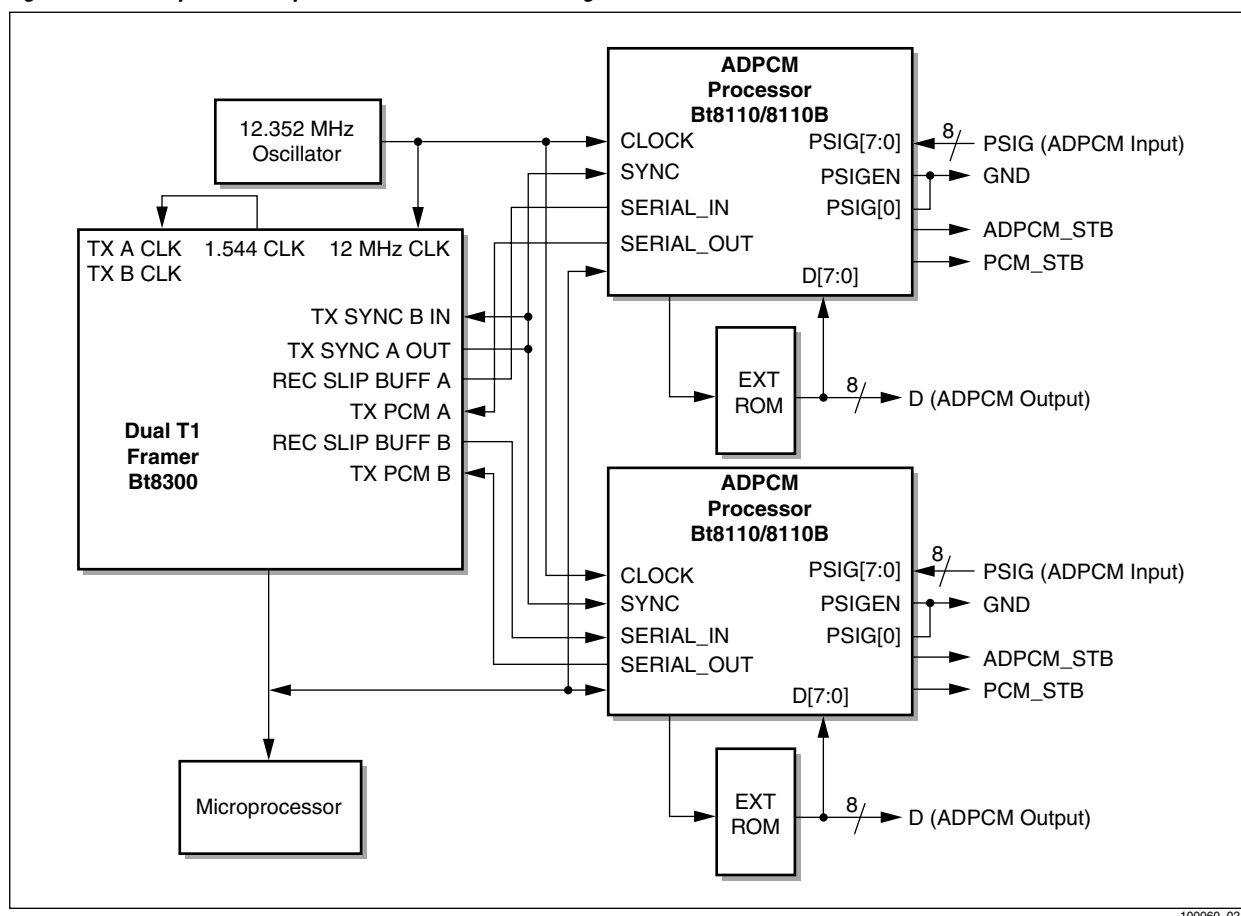 12.352 MHz
Oscillator
TX A CLK 1.544 CLK 12 MHz CLK
TX B CLK
TX SYNC B IN
TX SYNC A OUT
REC SLIP BUFF A
TX PCM A
REC SLIP BUFF B
TX PCM B
Dual T1
Framer
Bt8300
Microprocessor
ADPCM
Processor
Bt8110/8110B
CLOCK
SYNC
SERIAL_IN
SERIAL_OUT
PSIG[7:0]
PSIGEN
PSIG[0]
D[7:0]
8
PSIG (ADPCM Input)
GND
ADPCM_STB
PCM_STB
EXT
ROM
8
D (ADPCM Output)
ADPCM
Processor
Bt8110/8110B
CLOCK
SYNC
SERIAL_IN
SERIAL_OUT
PSIG[7:0]
PSIGEN
PSIG[0]
D[7:0]
8
PSIG (ADPCM Input)
GND
ADPCM_STB
PCM_STB
EXT
ROM
8
D (ADPCM Output)